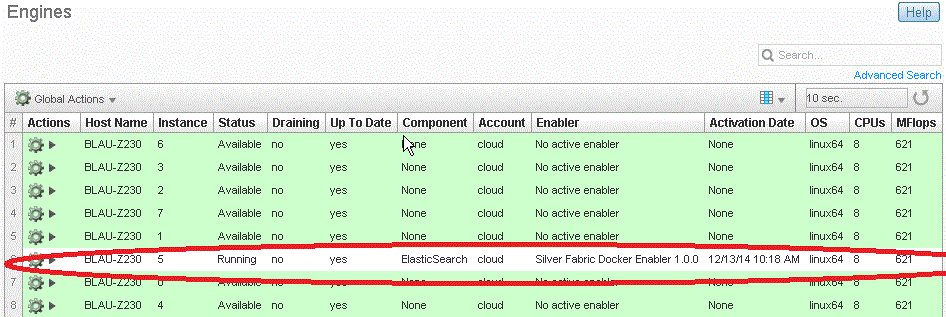 Engines
Help
Search...
Advanced Search
Global Actions
10 sec.
# Actions Host Name Instance Status Draining Up To Date Component Account Enabler Activation Date OS CPUs MFlops
1 BLAU-Z230 6 Available no yes None cloud No active enabler None linux64 8 621
2 BLAU-Z230 3 Available no yes None cloud No active enabler None linux64 8 621
3 BLAU-Z230 2 Available no yes None cloud No active enabler None linux64 8 621
4 BLAU-Z230 7 Available no yes None cloud No active enabler None linux64 8 621
5 BLAU-Z230 1 Available no yes None cloud No active enabler None linux64 8 621
6 BLAU-Z230 5 Running no yes ElasticSearch cloud Silver Fabric Docker Enabler 1.0.0 12/13/14 10:18 AM linux64 8 621
7 BLAU-Z230 0 Available no yes None cloud No active enabler None linux64 8 621
8 BLAU-Z230 4 Available no yes None cloud No active enabler None linux64 8 621